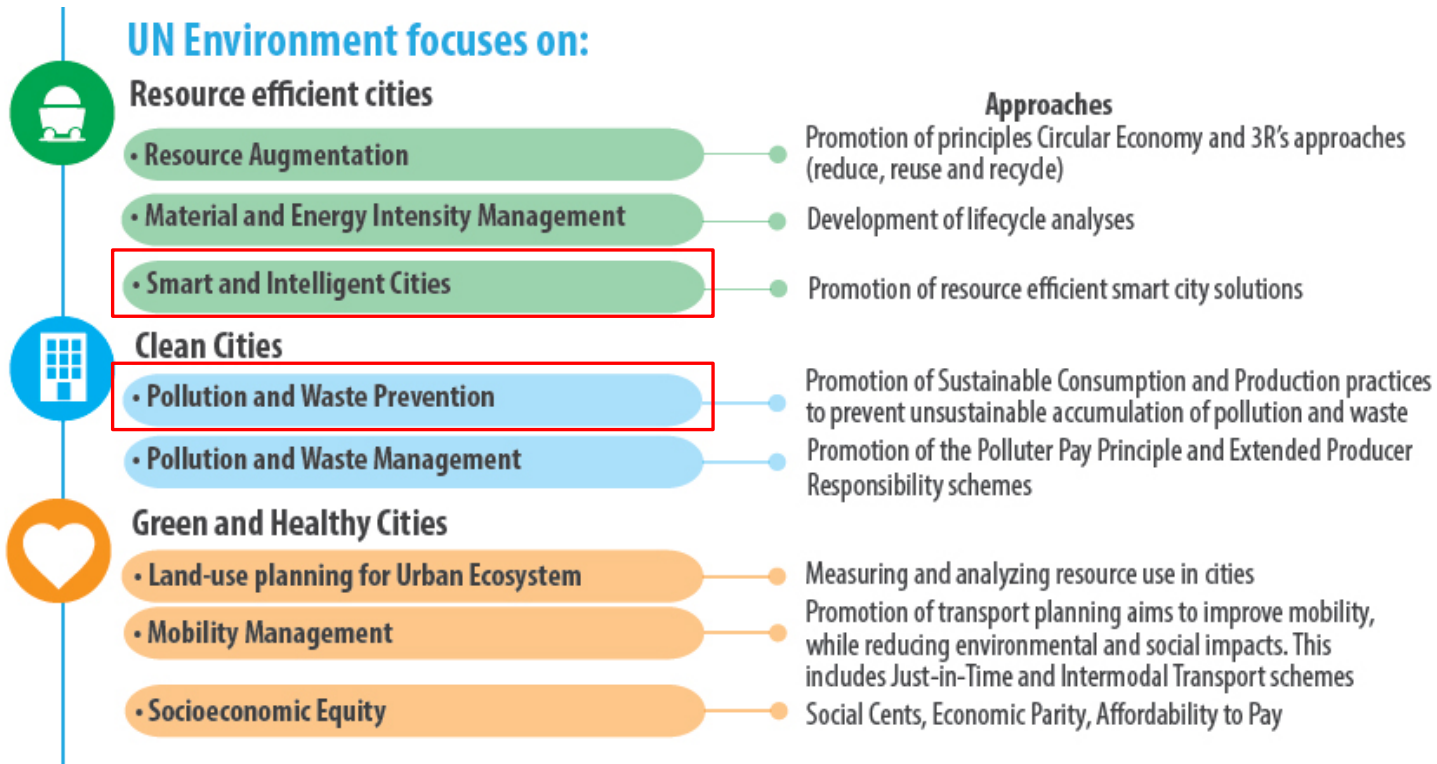 UN Environment focuses on:
Resource efficient cities
Approaches
• Resource Augmentation
Promotion of principles Circular Economy and 3R's approaches
(reduce, reuse and recycle)
• Material and Energy Intensity Management
Development of lifecycle analyses
• Smart and Intelligent Cities
Promotion of resource efficient smart city solutions
Clean Cities
• Pollution and Waste Prevention
Promotion of Sustainable Consumption and Production practices
to prevent unsustainable accumulation of pollution and waste
• Pollution and Waste Management
Promotion of the Polluter Pay Principle and Extended Producer
Responsibility schemes
Green and Healthy Cities
• Land-use planning for Urban Ecosystem
Measuring and analyzing resource use in cities
• Mobility Management
Promotion of transport planning aims to improve mobility,
while reducing environmental and social impacts. This
includes Just-in-Time and Intermodal Transport schemes
• Socioeconomic Equity
Social Cents, Economic Parity, Affordability to Pay